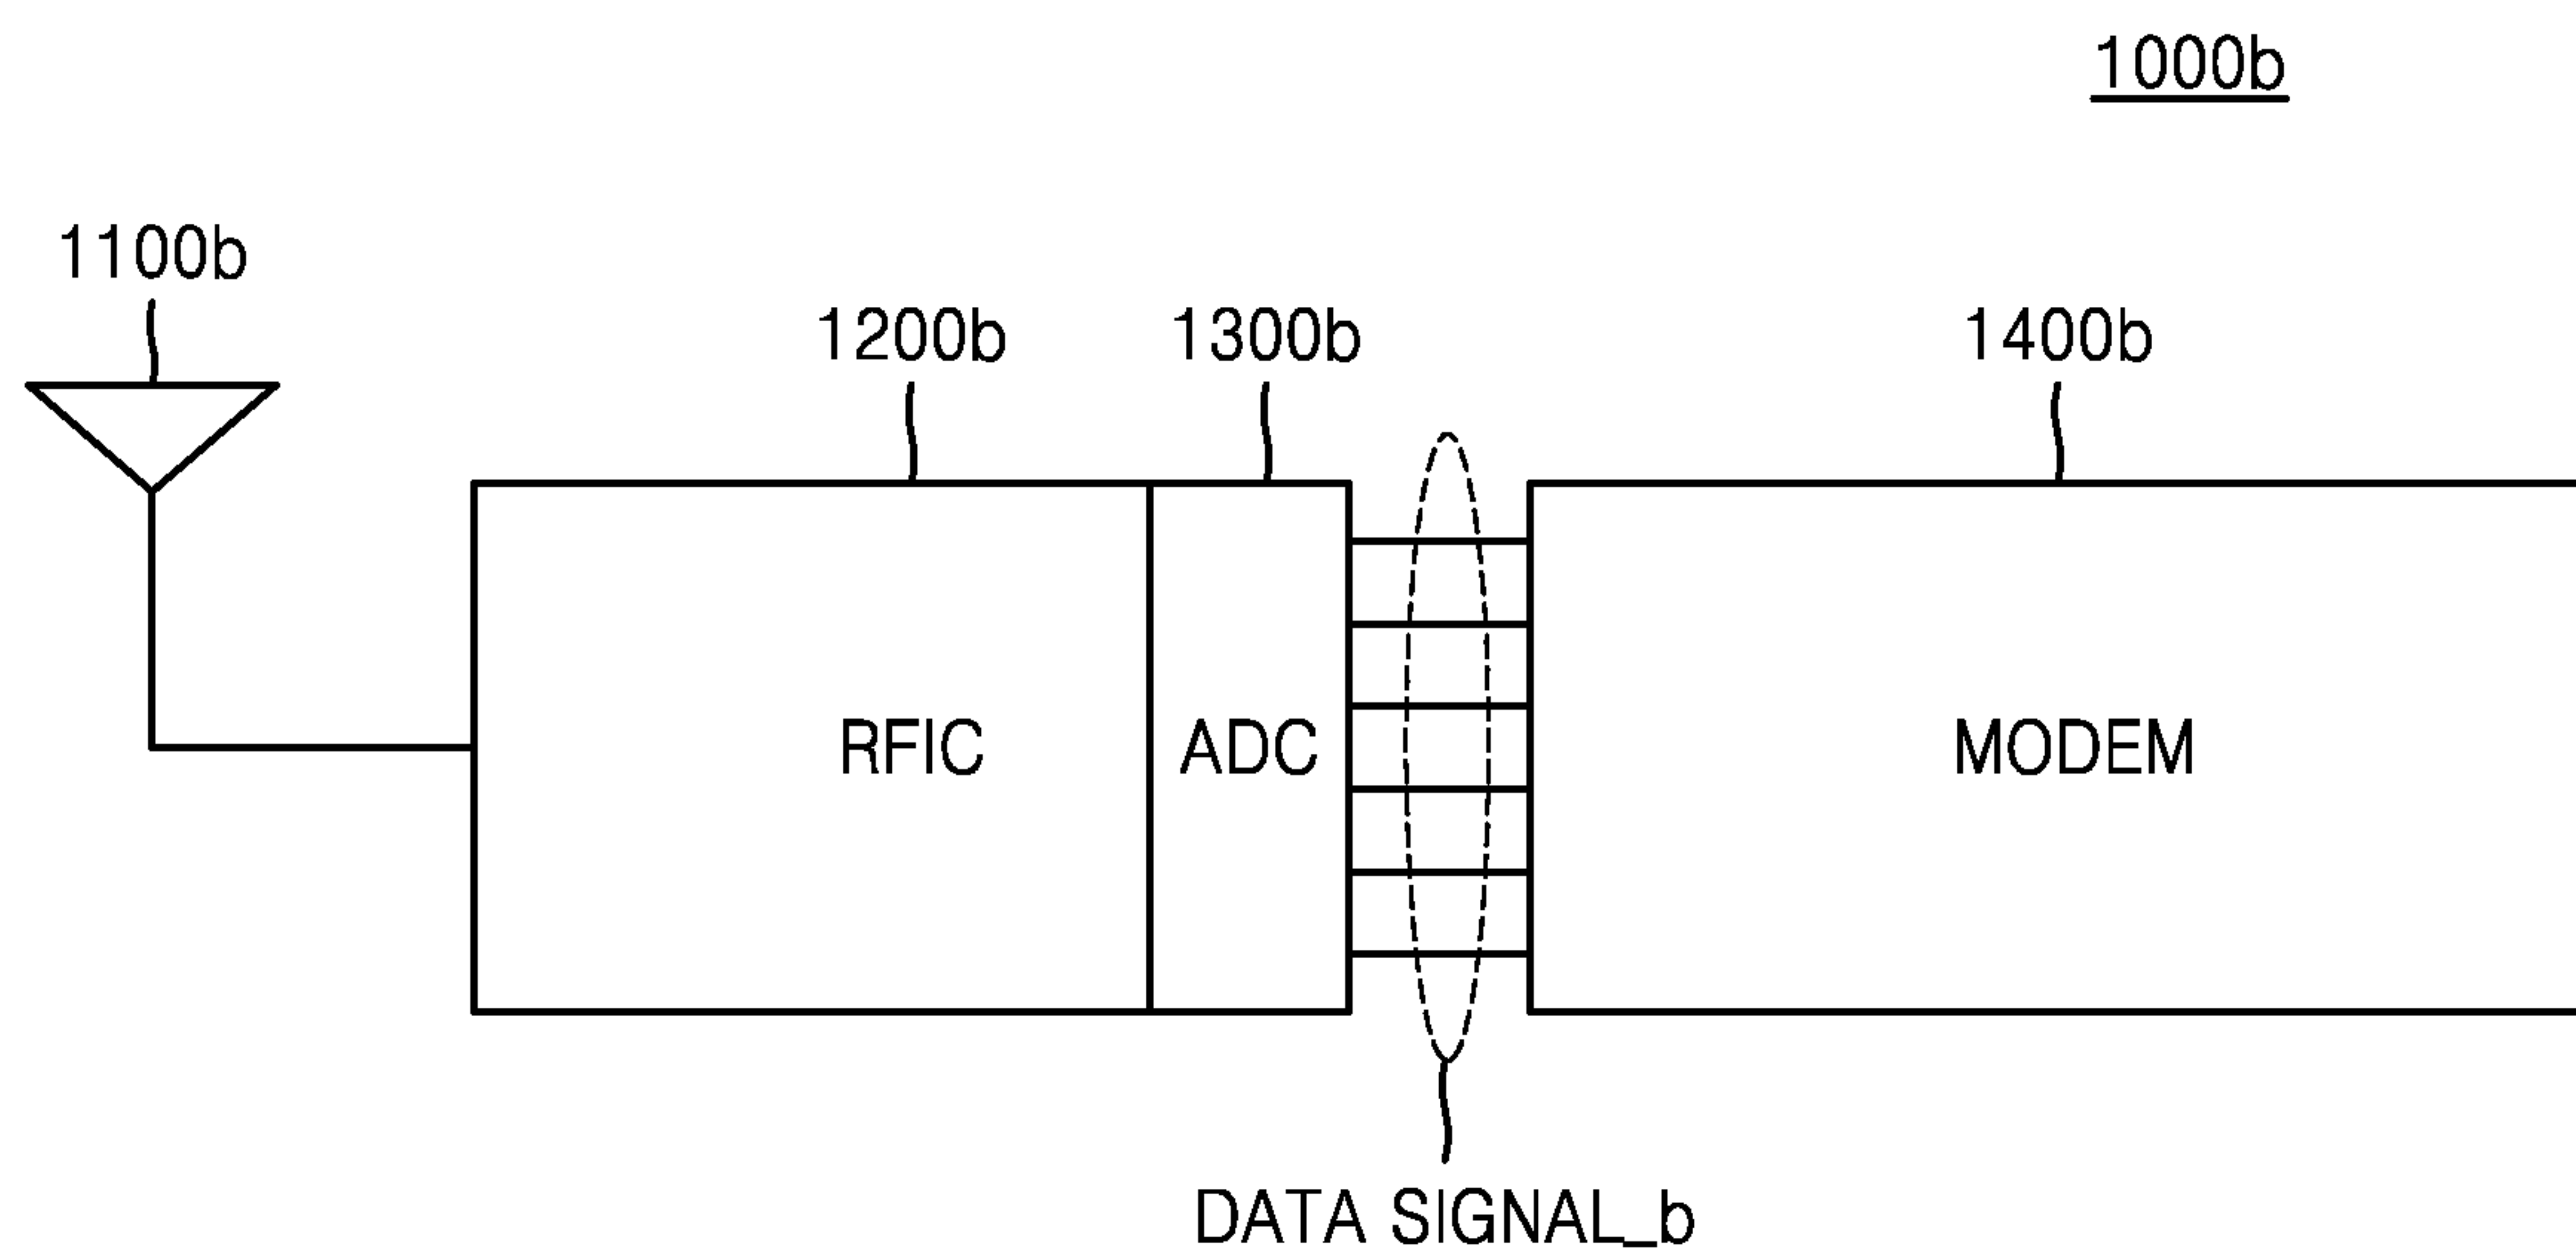 1000b
1100b
1200b 1300b 1400b
RFIC ADC MODEM
DATA SIGNAL_b